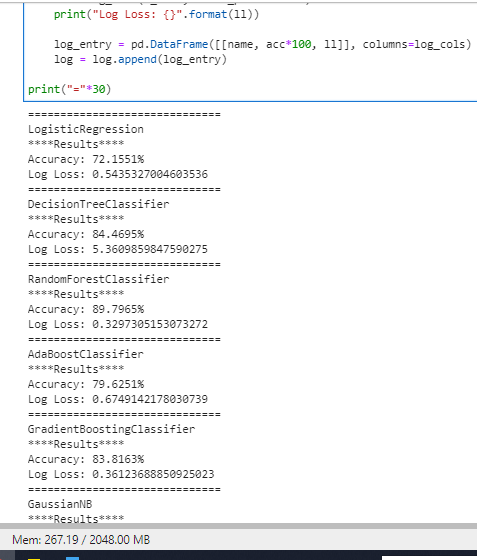 print("Log Loss: {}".format(ll))
log_entry = pd.DataFrame([[name, acc*100, ll]], columns=log_cols)
log = log.append(log_entry)
print("="*30)
==============================
LogisticRegression
****Results****
Accuracy: 72.1551%
Log Loss: 0.5435327004603536
==============================
DecisionTreeClassifier
****Results****
Accuracy: 84.4695%
Log Loss: 5.3609859847590275
==============================
RandomForestClassifier
****Results****
Accuracy: 89.7965%
Log Loss: 0.3297305153073272
==============================
AdaBoostClassifier
****Results****
Accuracy: 79.6251%
Log Loss: 0.6749142178030739
==============================
GradientBoostingClassifier
****Results****
Accuracy: 83.8163%
Log Loss: 0.36123688850925023
==============================
GaussianNB
****Results****
Mem: 267.19 / 2048.00 MB